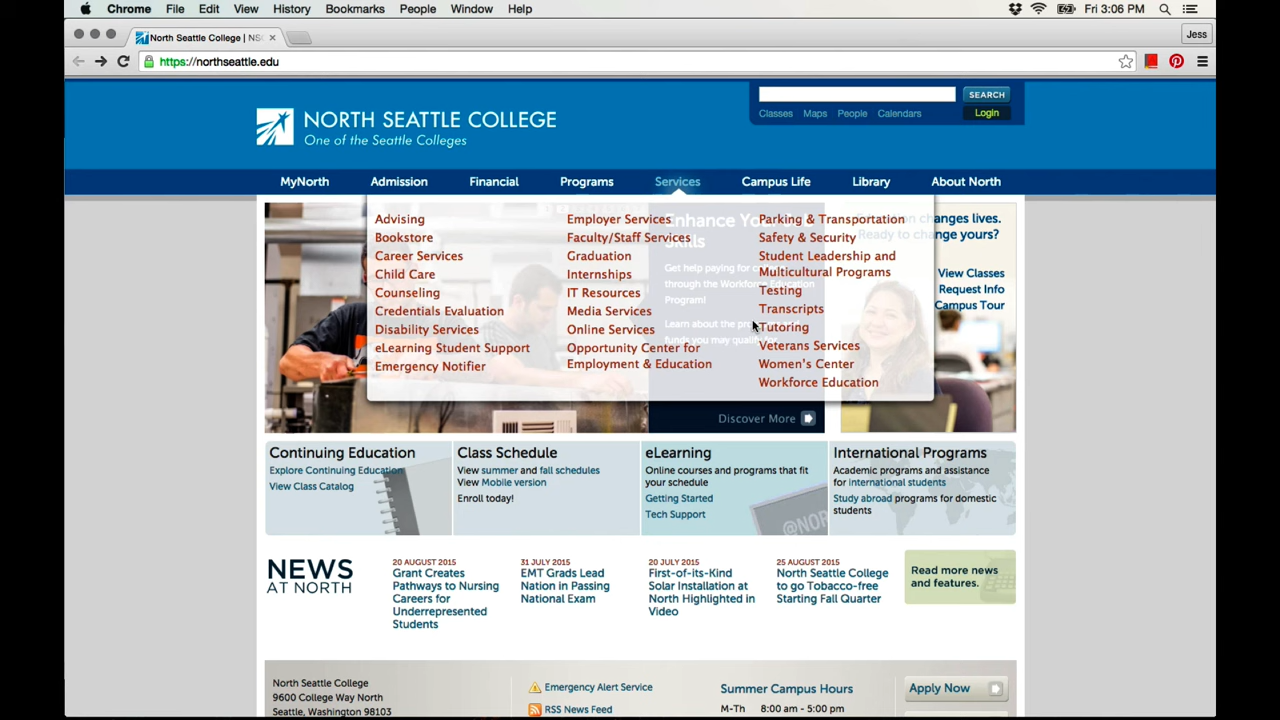 Chrome File Edit View History Bookmarks People Window Help Fri 3:06 PM
North Seattle College | NSC
Jess
https://northseattle.edu
NORTH SEATTLE COLLEGE
One of the Seattle Colleges
SEARCH
Classes Maps People Calendars Login
MyNorth Admission Financial Programs Services Campus Life Library About North
Advising
Bookstore
Career Services
Child Care
Counseling
Credentials Evaluation
Disability Services
eLearning Student Support
Emergency Notifier
Employer Services
Faculty/Staff Services
Graduation
Internships
IT Resources
Media Services
Online Services
Opportunity Center for
Employment & Education
Parking & Transportation
Safety & Security
Student Leadership and
Multicultural Programs
Testing
Transcripts
Tutoring
Veterans Services
Women's Center
Workforce Education
Enhance Your
Skills
Get help paying for
through the Workforce Education
Program!
Learn about the
funds you may qualify for.
Discover More
changes lives.
Ready to change yours?
View Classes
Request Info
Campus Tour
Continuing Education
Explore Continuing Education
View Class Catalog
Class Schedule
View summer and fall schedules
View Mobile version
Enroll today!
eLearning
Online courses and programs that fit
your schedule
Getting Started
Tech Support
@NOR
International Programs
Academic programs and assistance
for international students
Study abroad programs for domestic
students
NEWS
AT NORTH
20 AUGUST 2015
Grant Creates
Pathways to Nursing
Careers for
Underrepresented
Students
31 JULY 2015
EMT Grads Lead
Nation in Passing
National Exam
20 JULY 2015
First-of-its-Kind
Solar Installation at
North Highlighted in
Video
25 AUGUST 2015
North Seattle College
to go Tobacco-free
Starting Fall Quarter
Read more news
and features.
North Seattle College
9600 College Way North
Seattle, Washington 98103
Emergency Alert Service
RSS News Feed
Summer Campus Hours
M-Th 8:00 am - 5:00 pm
Apply Now